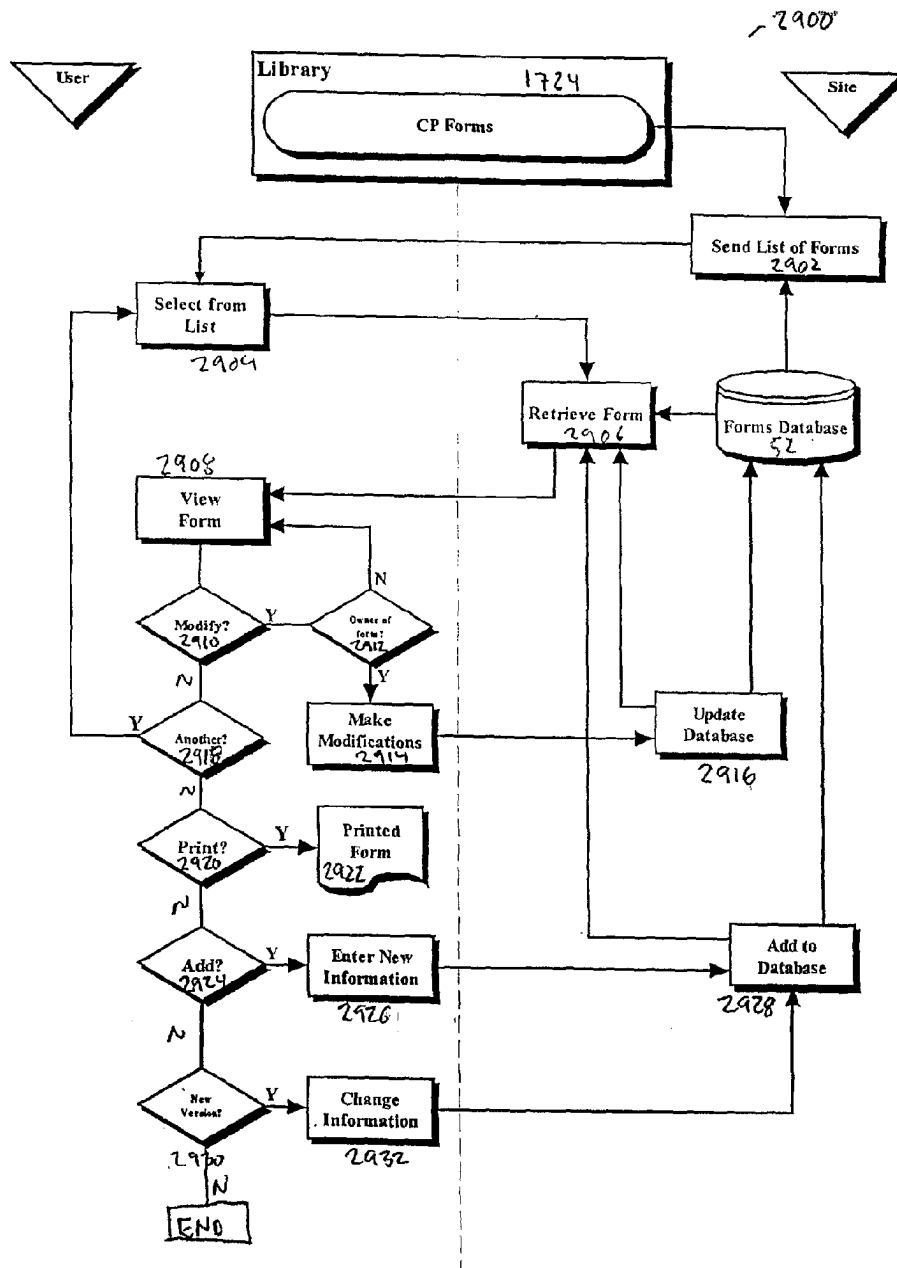 2900
User
Library
1724
CP Forms
Site
Send List of Forms
2902
Select from
List
2904
Retrieve Form
2906
Forms Database
52
2908
View
Form
N
Modify?
2910
Y
Owner of
form?
2912
N
Y
Another?
2918
Y
Make
Modifications
2914
Update
Database
2916
N
Print?
2920
Y
Printed
Form
2922
N
Add?
2924
Y
Enter New
Information
2926
Add to
Database
2928
N
New
Version?
2930
Y
Change
Information
2932
N
END